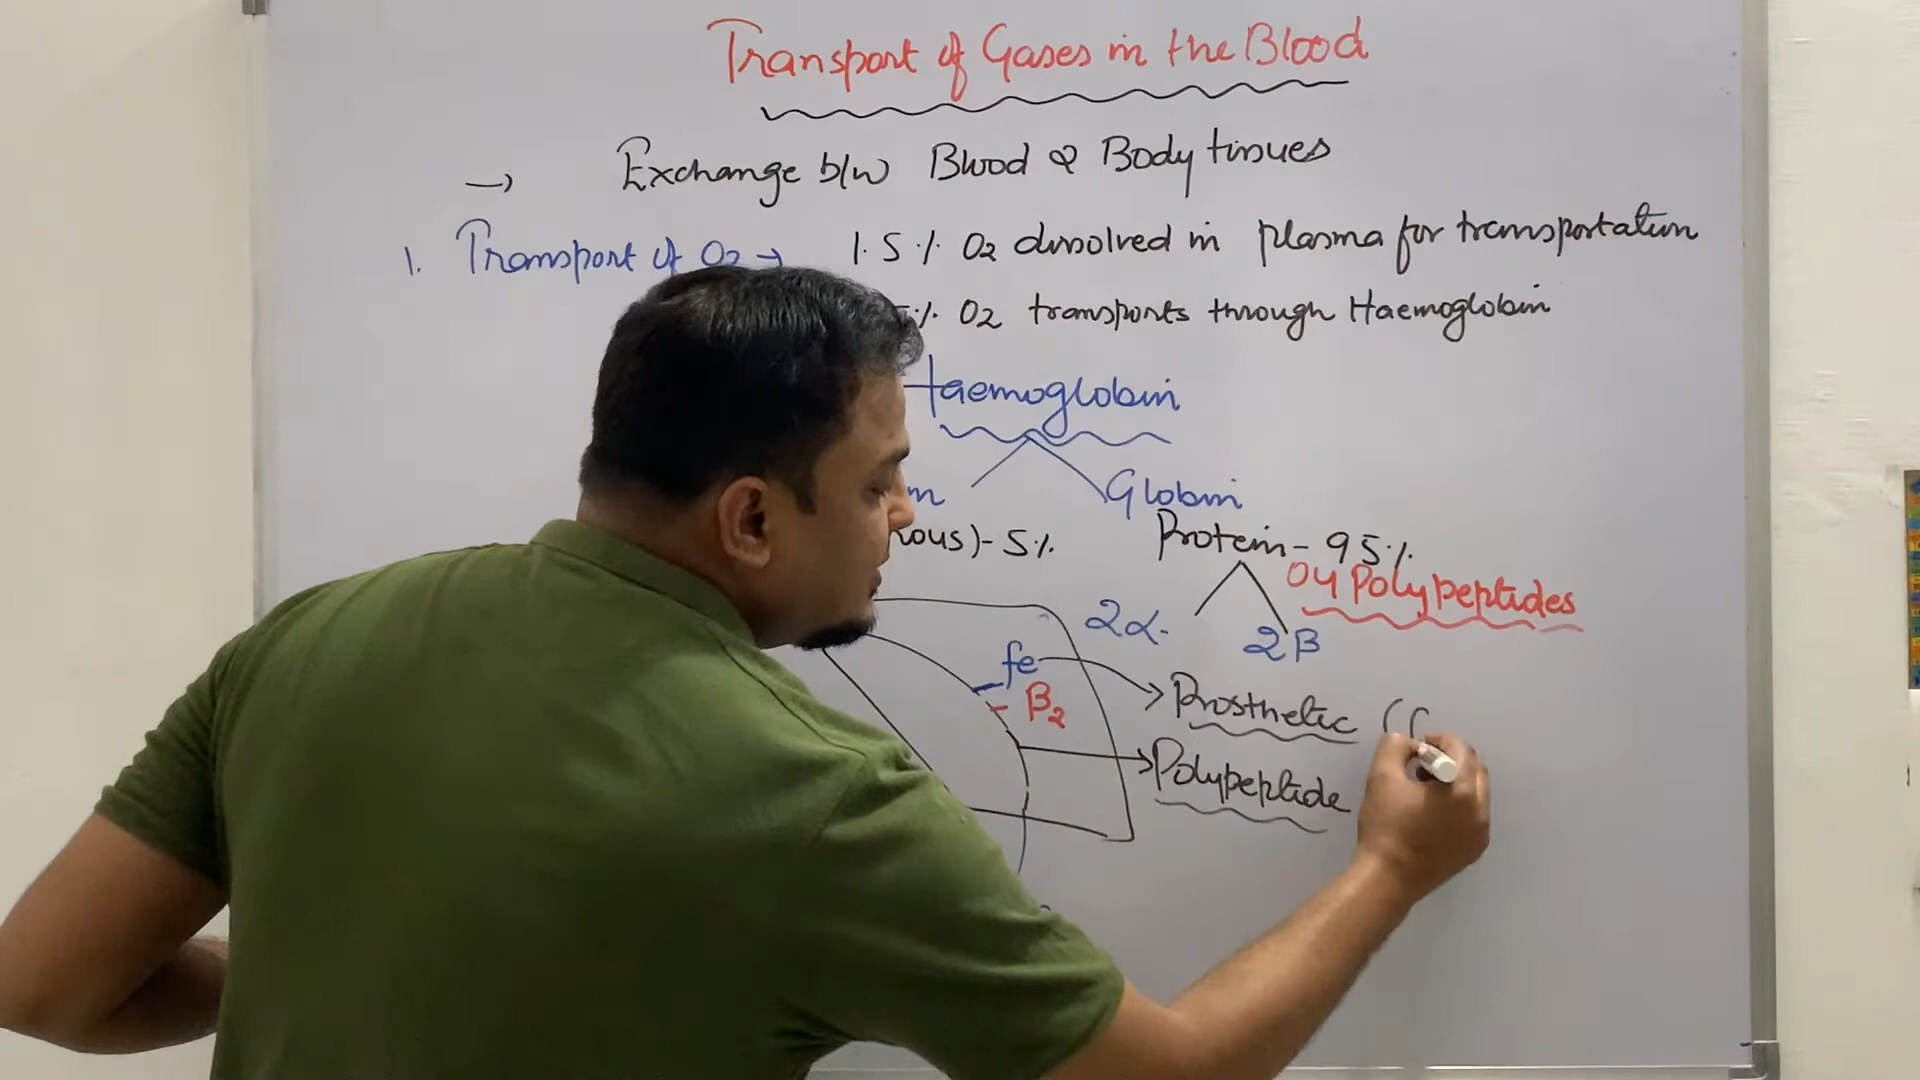 Transport of Gases in the Blood
→ Exchange b/w Blood & Body tissues
1. Transport of O2 → 1.5% O2 dissolved in plasma for transportation
% O2 transports through Haemoglobin
Haemoglobin
m Globin
nous)-5% Protein-95%
04 Polypeptides
2α- 2β
fe Prosthetic (
β2
Polypeptide